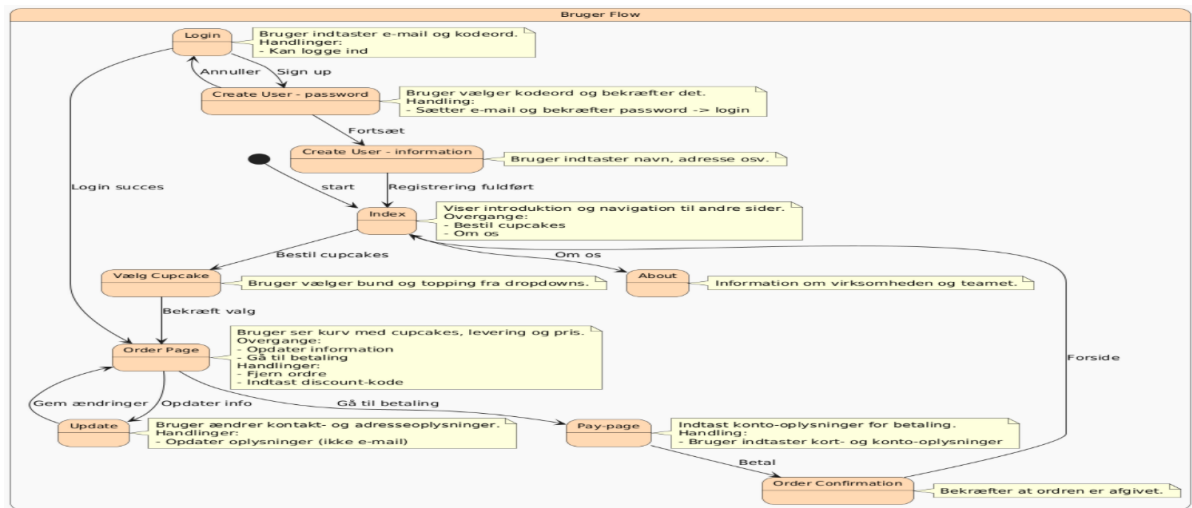 Bruger Flow
Login
Bruger indtaster e-mail og kodeord.
Handlinger:
- Kan logge ind
Annuller
Sign up
Create User - password
Bruger vælger kodeord og bekræfter det.
Handling:
- Sætter e-mail og bekræfter password -> login
Fortsæt
Create User - information
Bruger indtaster navn, adresse osv.
Login succes
start
Registrering fuldført
Index
Viser introduktion og navigation til andre sider.
Overgange:
- Bestil cupcakes
- Om os
Bestil cupcakes
Om os
Vælg Cupcake
Bruger vælger bund og topping fra dropdowns.
About
Information om virksomheden og teamet.
Bekræft valg
Order Page
Bruger ser kurv med cupcakes, levering og pris.
Overgange:
- Opdater information
- Gå til betaling
Handlinger:
- Fjern ordre
- Indtast discount-kode
Forside
Gem ændringer
Opdater info
Gå til betaling
Update
Bruger ændrer kontakt- og adresseoplysninger.
Handlinger:
- Opdater oplysninger (ikke e-mail)
Pay-page
Indtast konto-oplysninger for betaling.
Handling:
- Bruger indtaster kort- og konto-oplysninger
Betal
Order Confirmation
Bekræfter at ordren er afgivet.